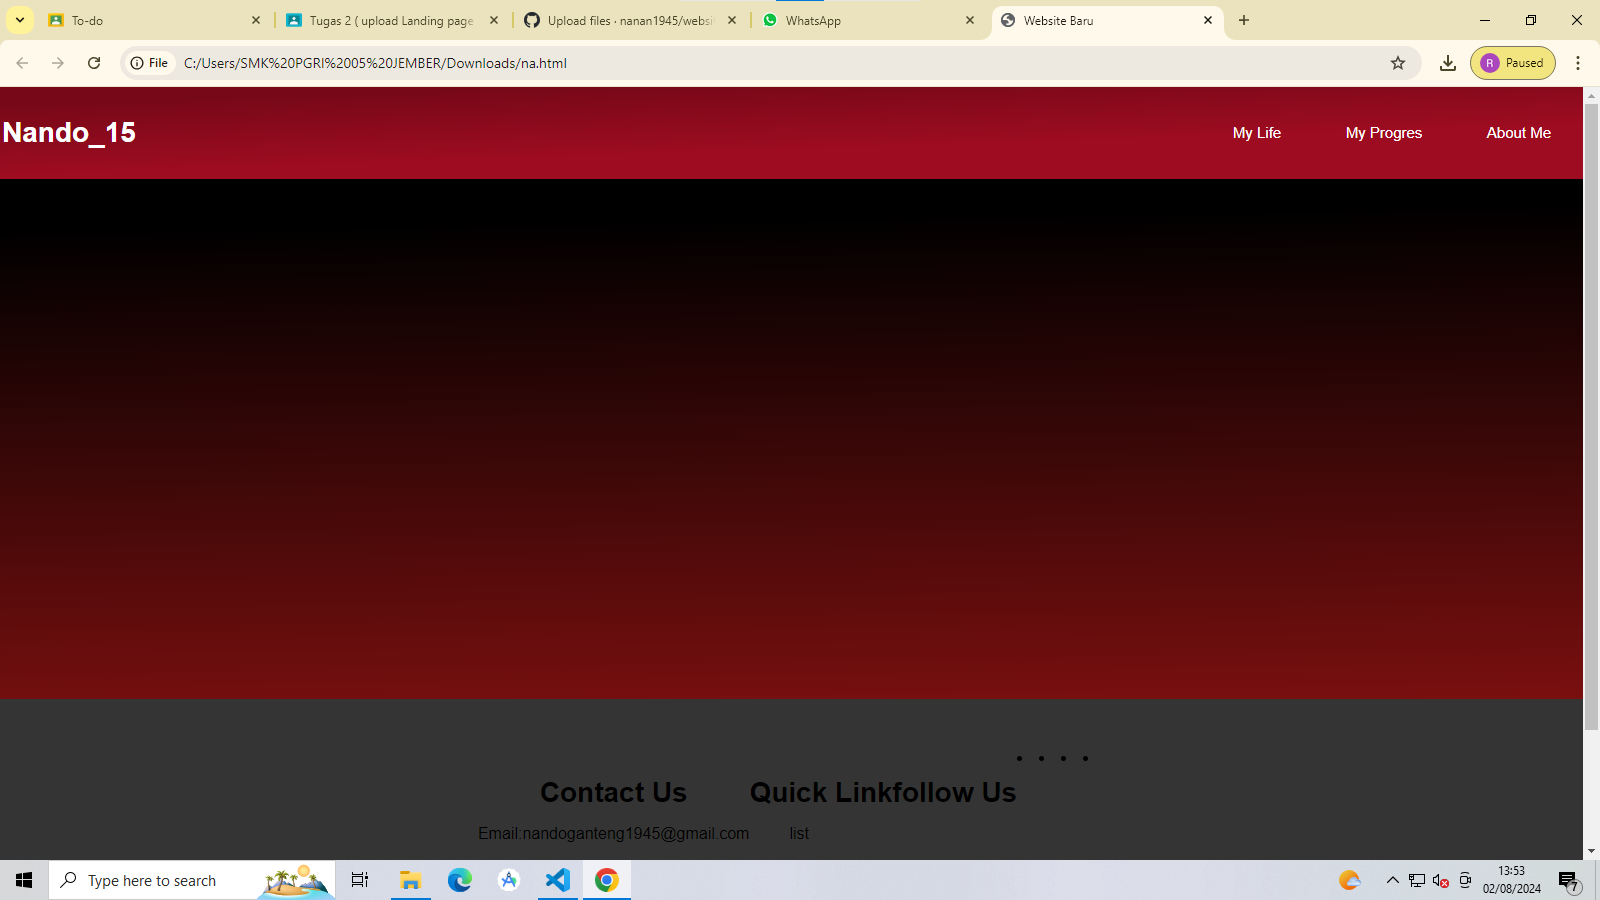 To-do
Tugas 2 ( upload Landing page
Upload files · nanan1945/websi
WhatsApp
Website Baru
File
C:/Users/SMK%20PGRI%2005%20JEMBER/Downloads/na.html
R
Paused
Nando_15
My Life
My Progres
About Me
Contact Us
Quick Linkfollow Us
Email:nandoganteng1945@gmail.com
list
Type here to search
13:53
02/08/2024
7